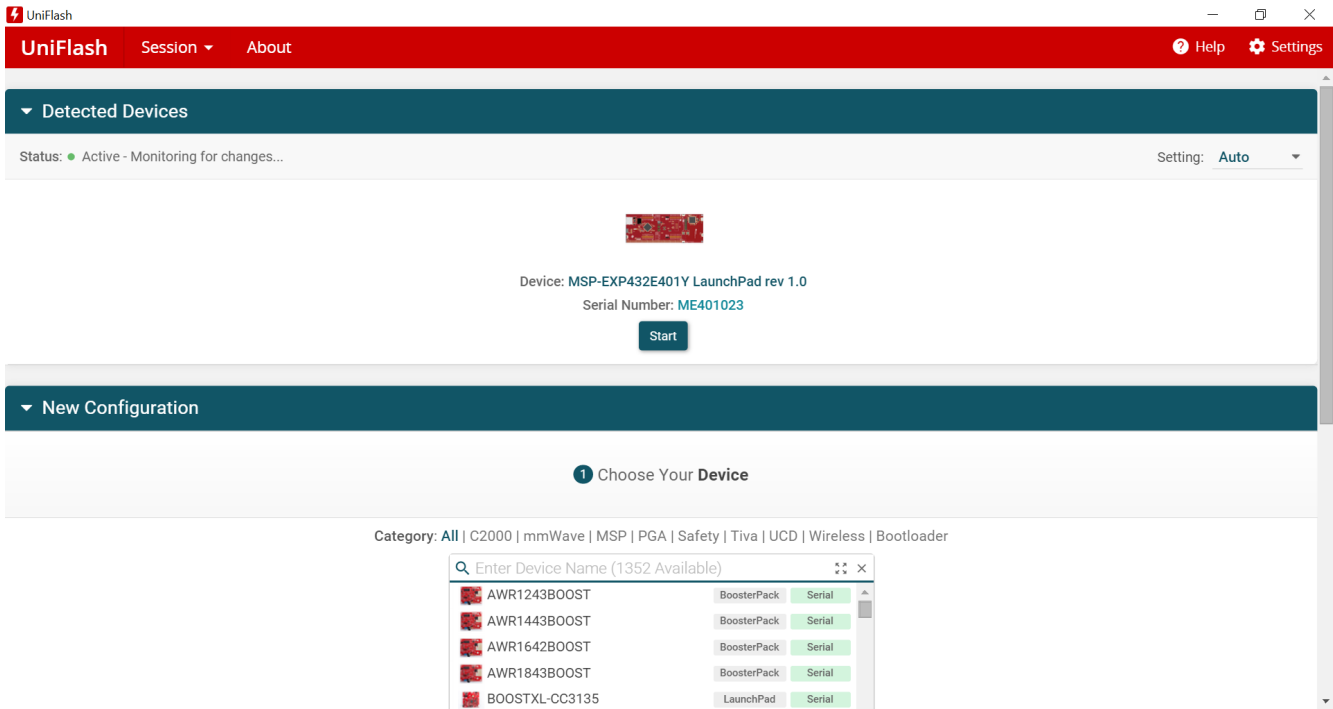 UniFlash
UniFlash Session About Help Settings
Detected Devices
Status: Active - Monitoring for changes... Setting: Auto
Device: MSP-EXP432E401Y LaunchPad rev 1.0
Serial Number: ME401023
Start
New Configuration
1 Choose Your Device
Category: All | C2000 | mmWave | MSP | PGA | Safety | Tiva | UCD | Wireless | Bootloader
Enter Device Name (1352 Available)
AWR1243BOOST BoosterPack Serial
AWR1443BOOST BoosterPack Serial
AWR1642BOOST BoosterPack Serial
AWR1843BOOST BoosterPack Serial
BOOSTXL-CC3135 LaunchPad Serial